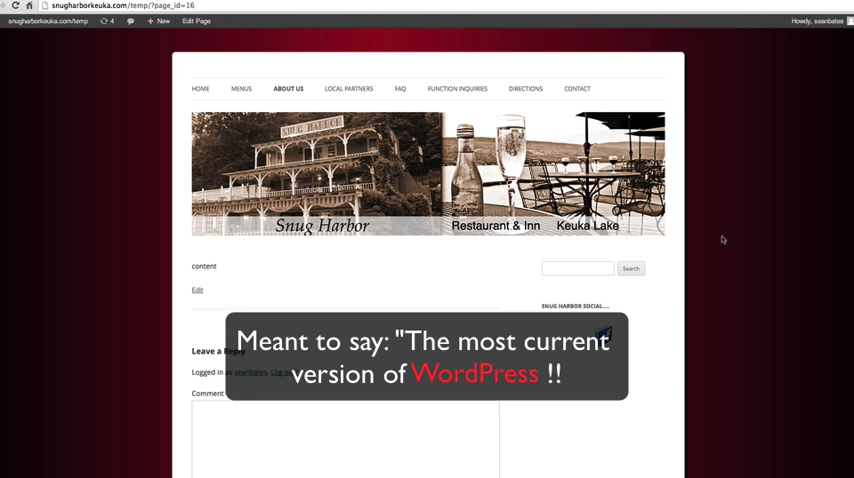 snugharborkeuka.com/temp/?page_id=16
snugharborkeuka.com/temp 4 + New Edit Page Howdy, seanbates
HOME MENUS ABOUT US LOCAL PARTNERS FAQ FUNCTION INQUIRIES DIRECTIONS CONTACT
SNUG HARBOR
Snug Harbor Restaurant & Inn Keuka Lake
content
Search
Edit
SNUG HARBOR SOCIAL....
Meant to say: "The most current
version of WordPress !!
Leave a Reply
Logged in as seanbates. Log
Comment